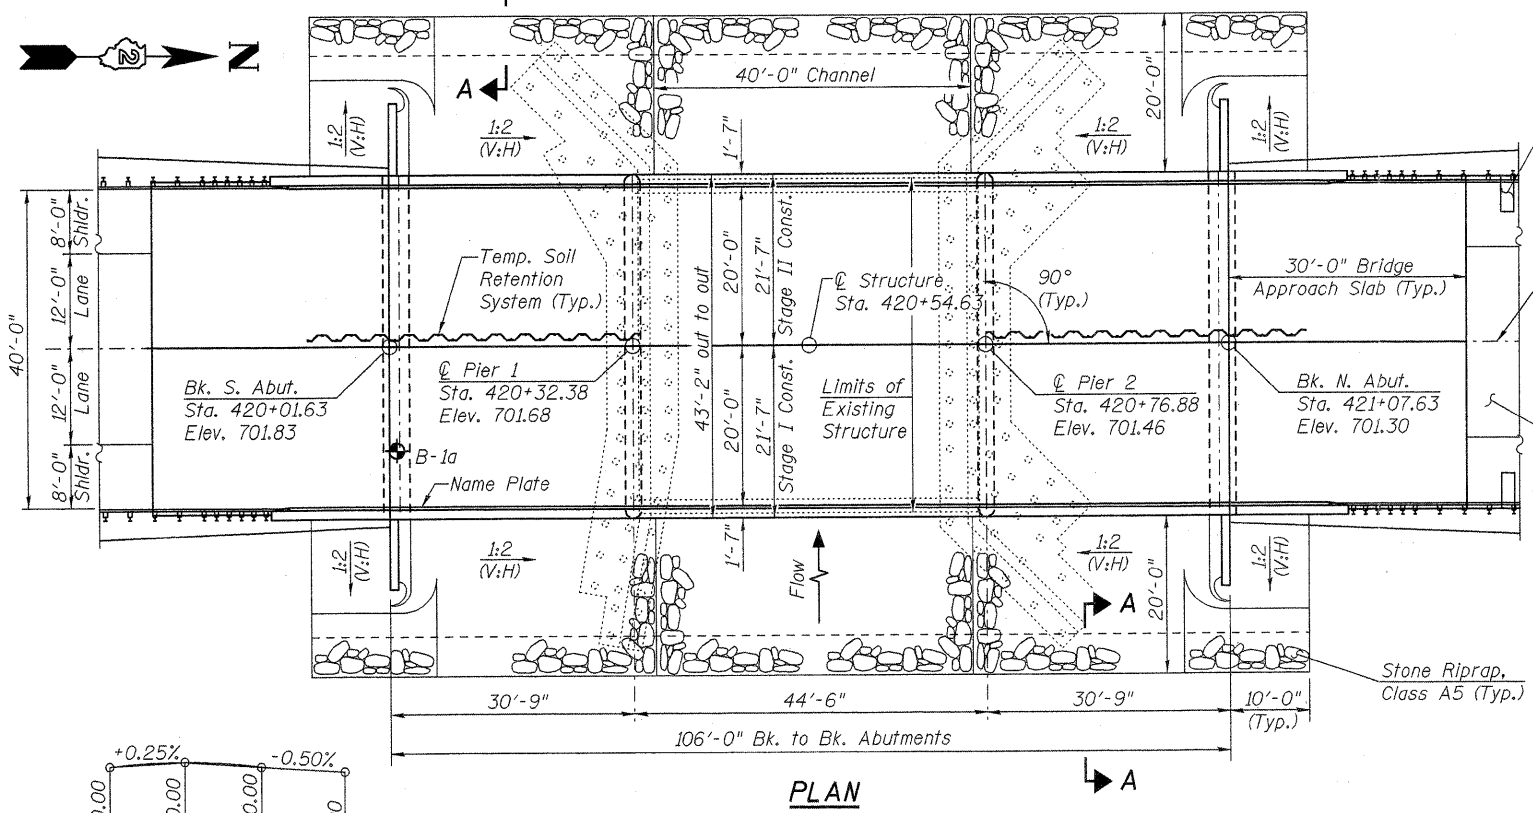 N
2
A
40'-0" Channel
20'-0"
1:2
(V:H)
1:2
(V:H)
1:2
(V:H)
1:2
(V:H)
1'-7"
8'-0"
Shldr.
12'-0"
Lane
40'-0"
12'-0"
Lane
8'-0"
Shldr.
Temp. Soil
Retention
System (Typ.)
43'-2" out to out
20'-0"
20'-0"
21'-7"
21'-7"
Stage II Const.
Stage I Const.
℄ Structure
Sta. 420+54.63
90°
(Typ.)
30'-0" Bridge
Approach Slab (Typ.)
Bk. S. Abut.
Sta. 420+01.63
Elev. 701.83
℄ Pier 1
Sta. 420+32.38
Elev. 701.68
Limits of
Existing
Structure
℄ Pier 2
Sta. 420+76.88
Elev. 701.46
Bk. N. Abut.
Sta. 421+07.63
Elev. 701.30
B-1a
Name Plate
1:2
(V:H)
1:2
(V:H)
1'-7"
Flow
1:2
(V:H)
A
20'-0"
1:2
(V:H)
Stone Riprap,
Class A5 (Typ.)
30'-9"
44'-6"
30'-9"
10'-0"
(Typ.)
106'-0" Bk. to Bk. Abutments
A
PLAN
+0.25%
-0.50%